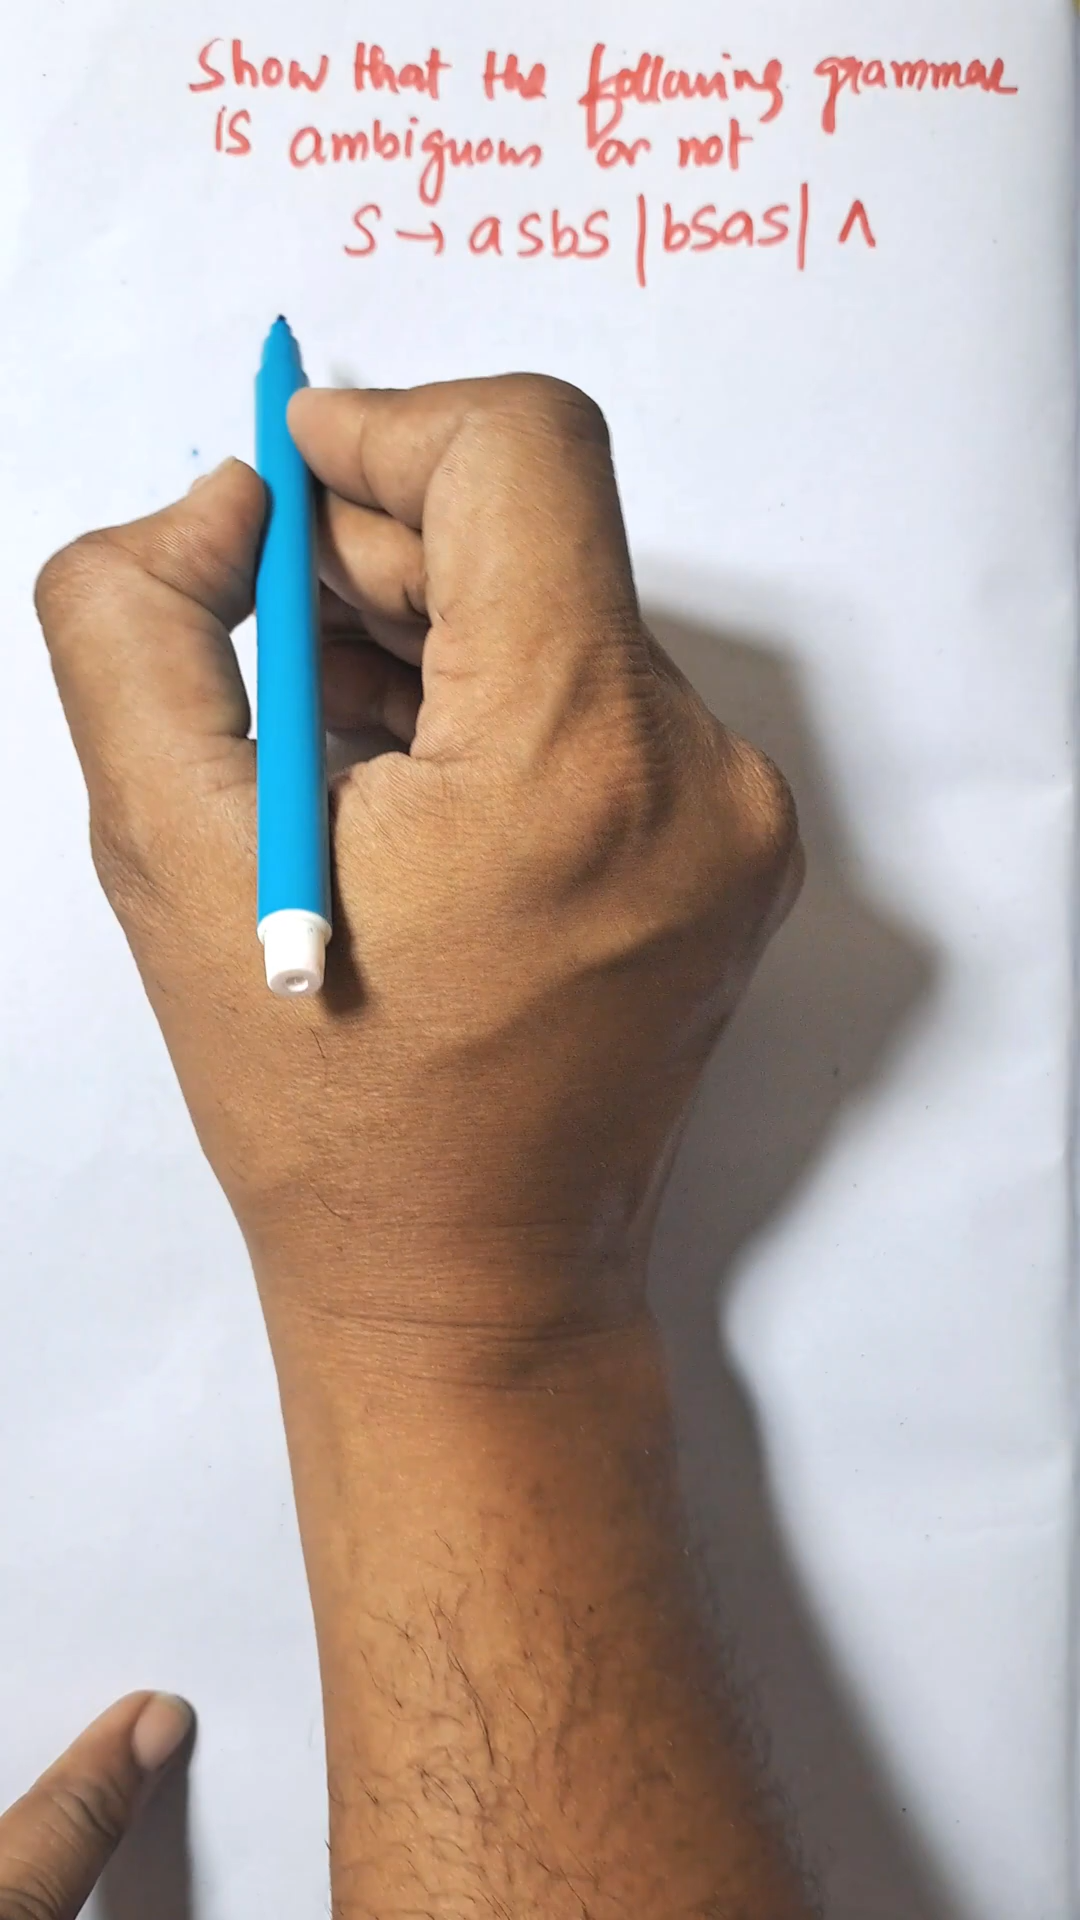 Show that the following grammar
is ambiguous or not
S → aSbS | bSaS | ∧